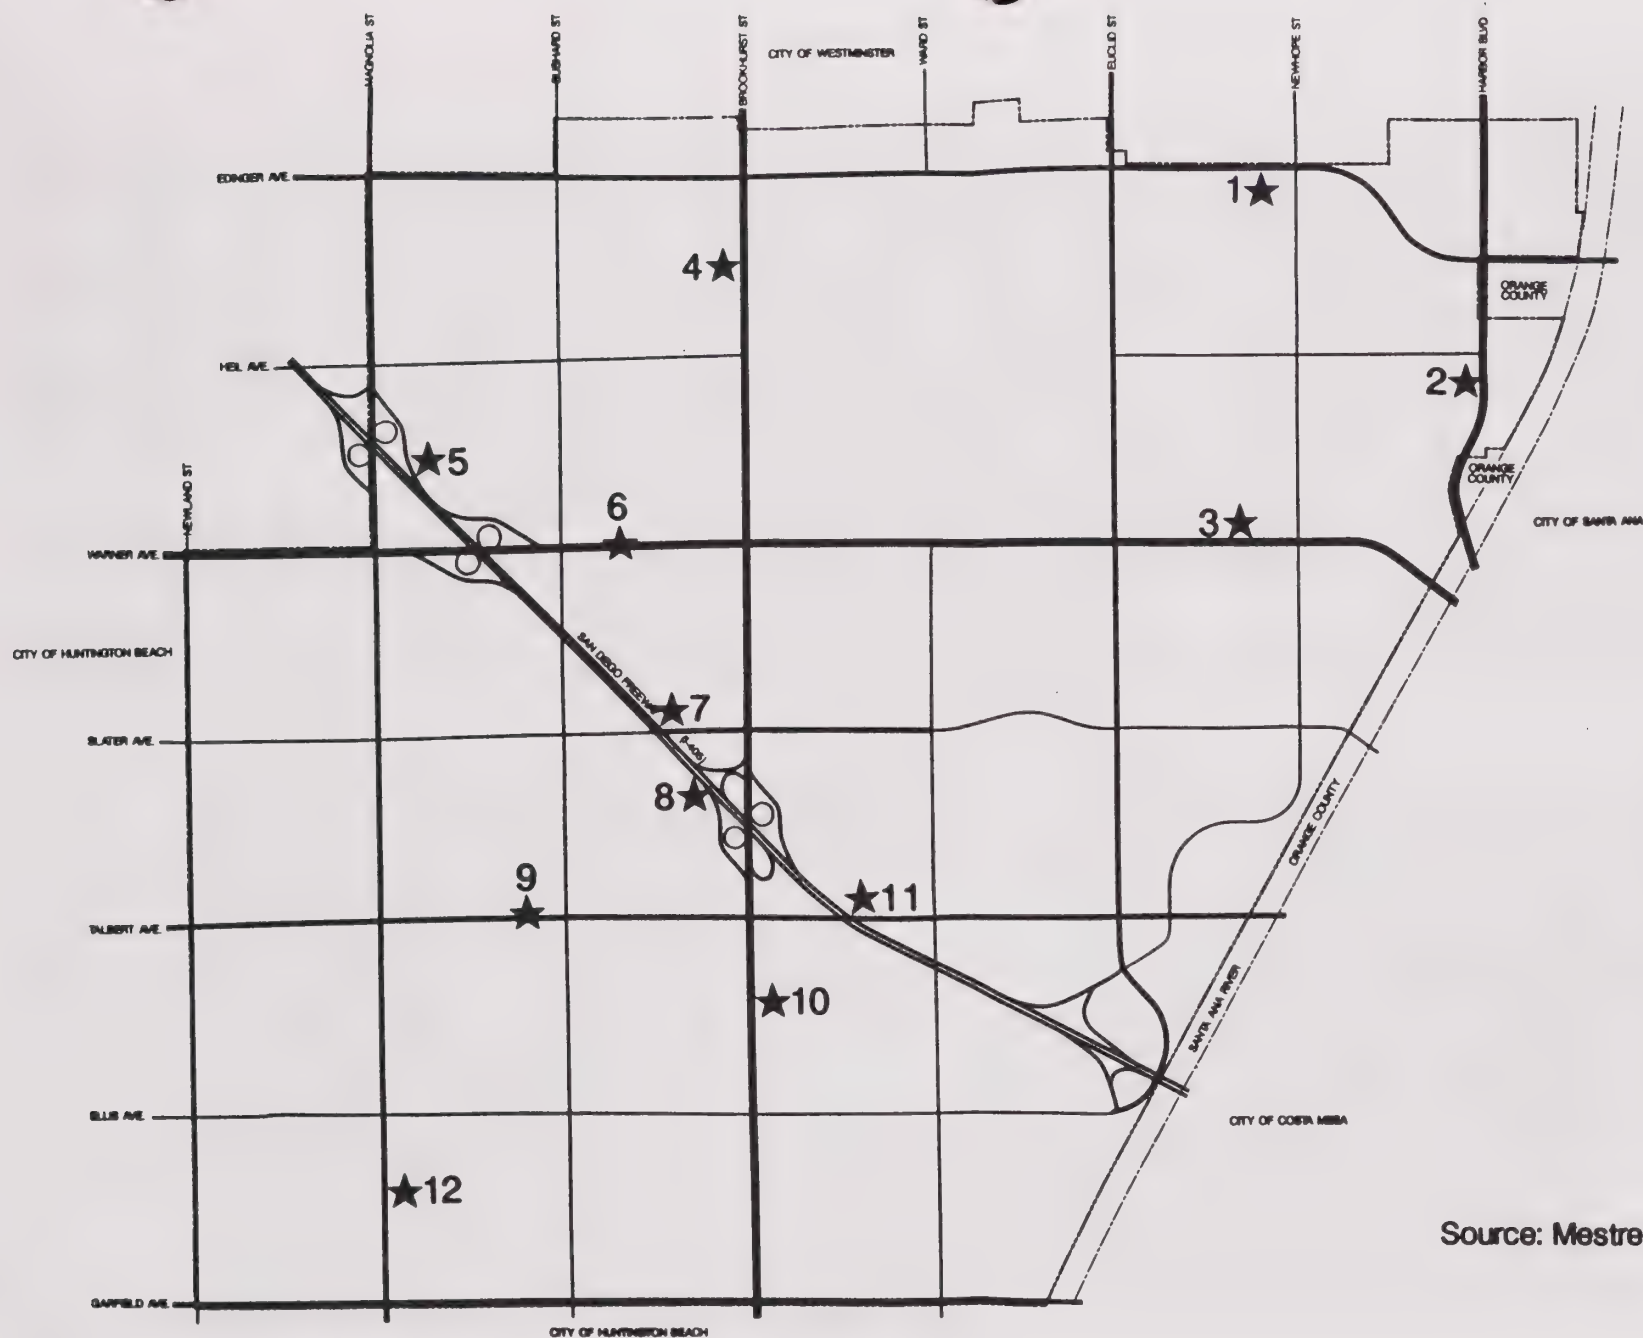 MAGNOLIA ST
BUSHARD ST
BROOKHURST ST
CITY OF WESTMINSTER
WARD ST
EUCLID ST
NEWHOPE ST
HARBOR BLVD
EDINGER AVE.
1
4
ORANGE
COUNTY
HEIL AVE.
2
5
ORANGE
COUNTY
NEWLAND ST
6
3
CITY OF SANTA ANA
WARNER AVE.
CITY OF HUNTINGTON BEACH
SAN DIEGO FREEWAY
7
SLATER AVE.
(I-405)
8
ORANGE COUNTY
9
11
TALBERT AVE.
10
SANTA ANA RIVER
ELLIS AVE.
CITY OF COSTA MESA
12
Source: Mestre
GARFIELD AVE.
CITY OF HUNTINGTON BEACH